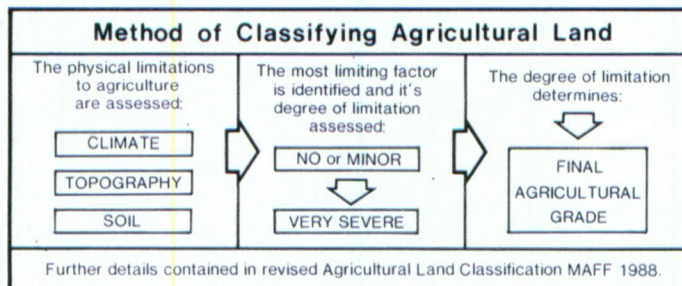 Method of Classifying Agricultural Land
The physical limitations
to agriculture
are assessed:
CLIMATE
TOPOGRAPHY
SOIL
The most limiting factor
is identified and it's
degree of limitation
assessed:
NO or MINOR
VERY SEVERE
The degree of limitation
determines:
FINAL
AGRICULTURAL
GRADE
Further details contained in revised Agricultural Land Classification MAFF 1988.